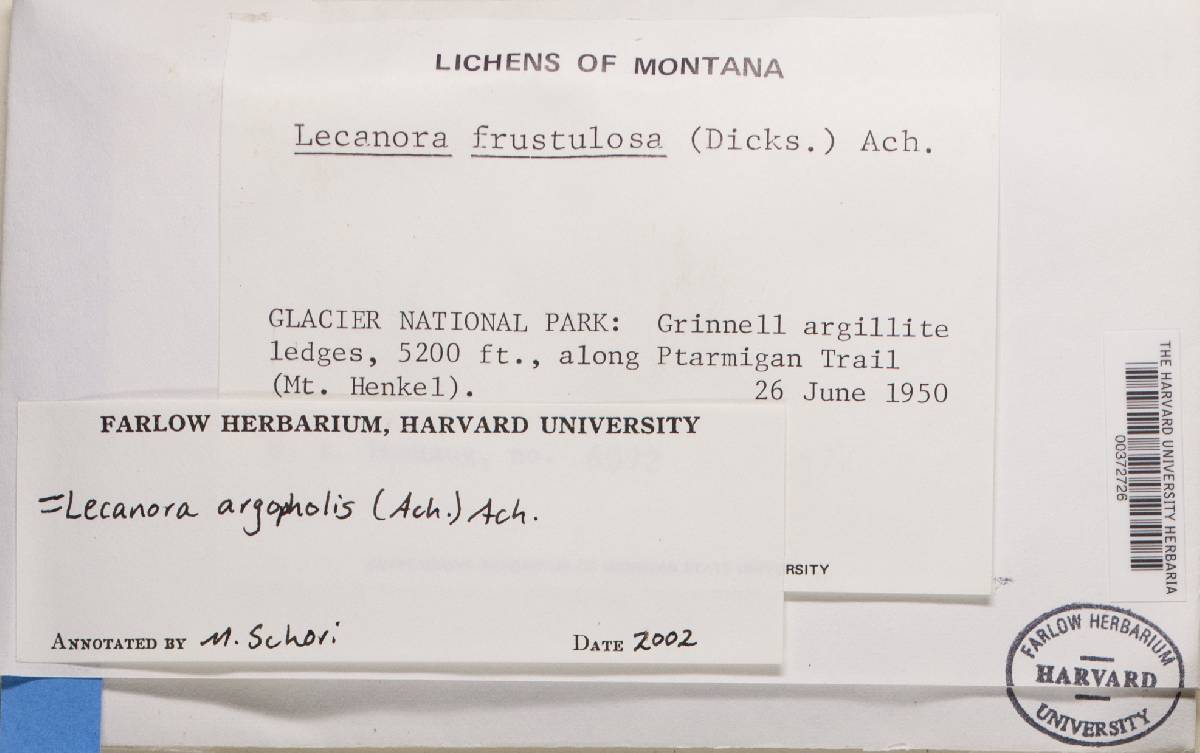 LICHENS OF MONTANA
Lecanora frustulosa (Dicks.) Ach.
GLACIER NATIONAL PARK: Grinnell argillite
ledges, 5200 ft., along Ptarmigan Trail
(Mt. Henkel). 26 June 1950
FARLOW HERBARIUM, HARVARD UNIVERSITY
=Lecanora argopholis (Ach.) Ach.
RSITY
ANNOTATED BY M. Schori DATE 2002
THE HARVARD UNIVERSITY HERBARIA
00372726
FARLOW HERBARIUM
HARVARD
UNIVERSITY